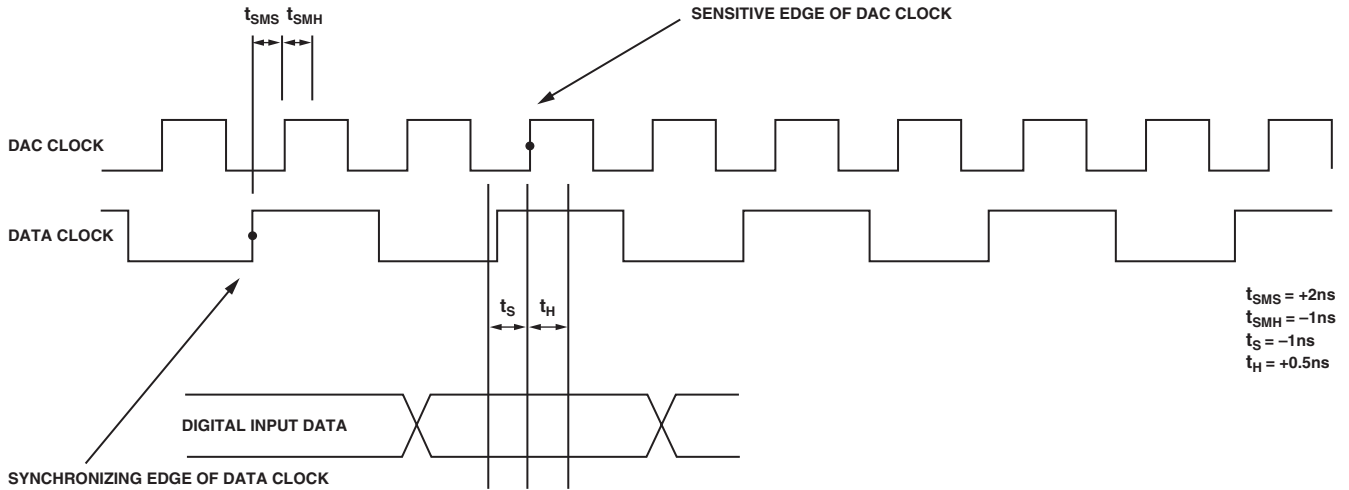 tSMS tSMH
SENSITIVE EDGE OF DAC CLOCK
DAC CLOCK
DATA CLOCK
tS tH
tSMS = +2ns
tSMH = –1ns
tS = –1ns
tH = +0.5ns
DIGITAL INPUT DATA
SYNCHRONIZING EDGE OF DATA CLOCK